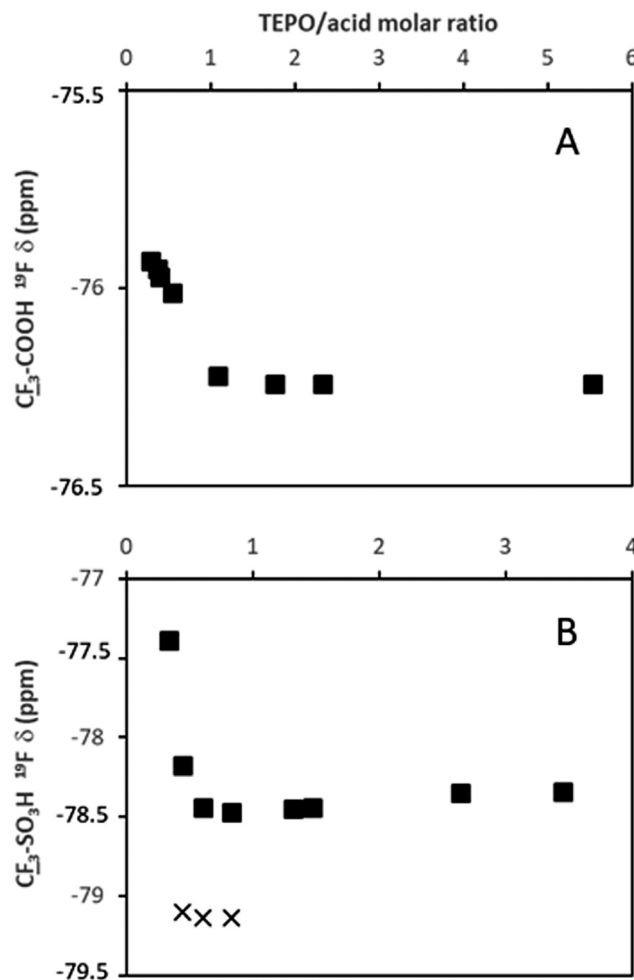 TEPO/acid molar ratio
0 1 2 3 4 5 6
A
-75.5
-76
-76.5
CF3-COOH ¹⁹F δ (ppm)
0 1 2 3 4
B
-77
-77.5
-78
-78.5
-79
-79.5
CF3-SO3H ¹⁹F δ (ppm)